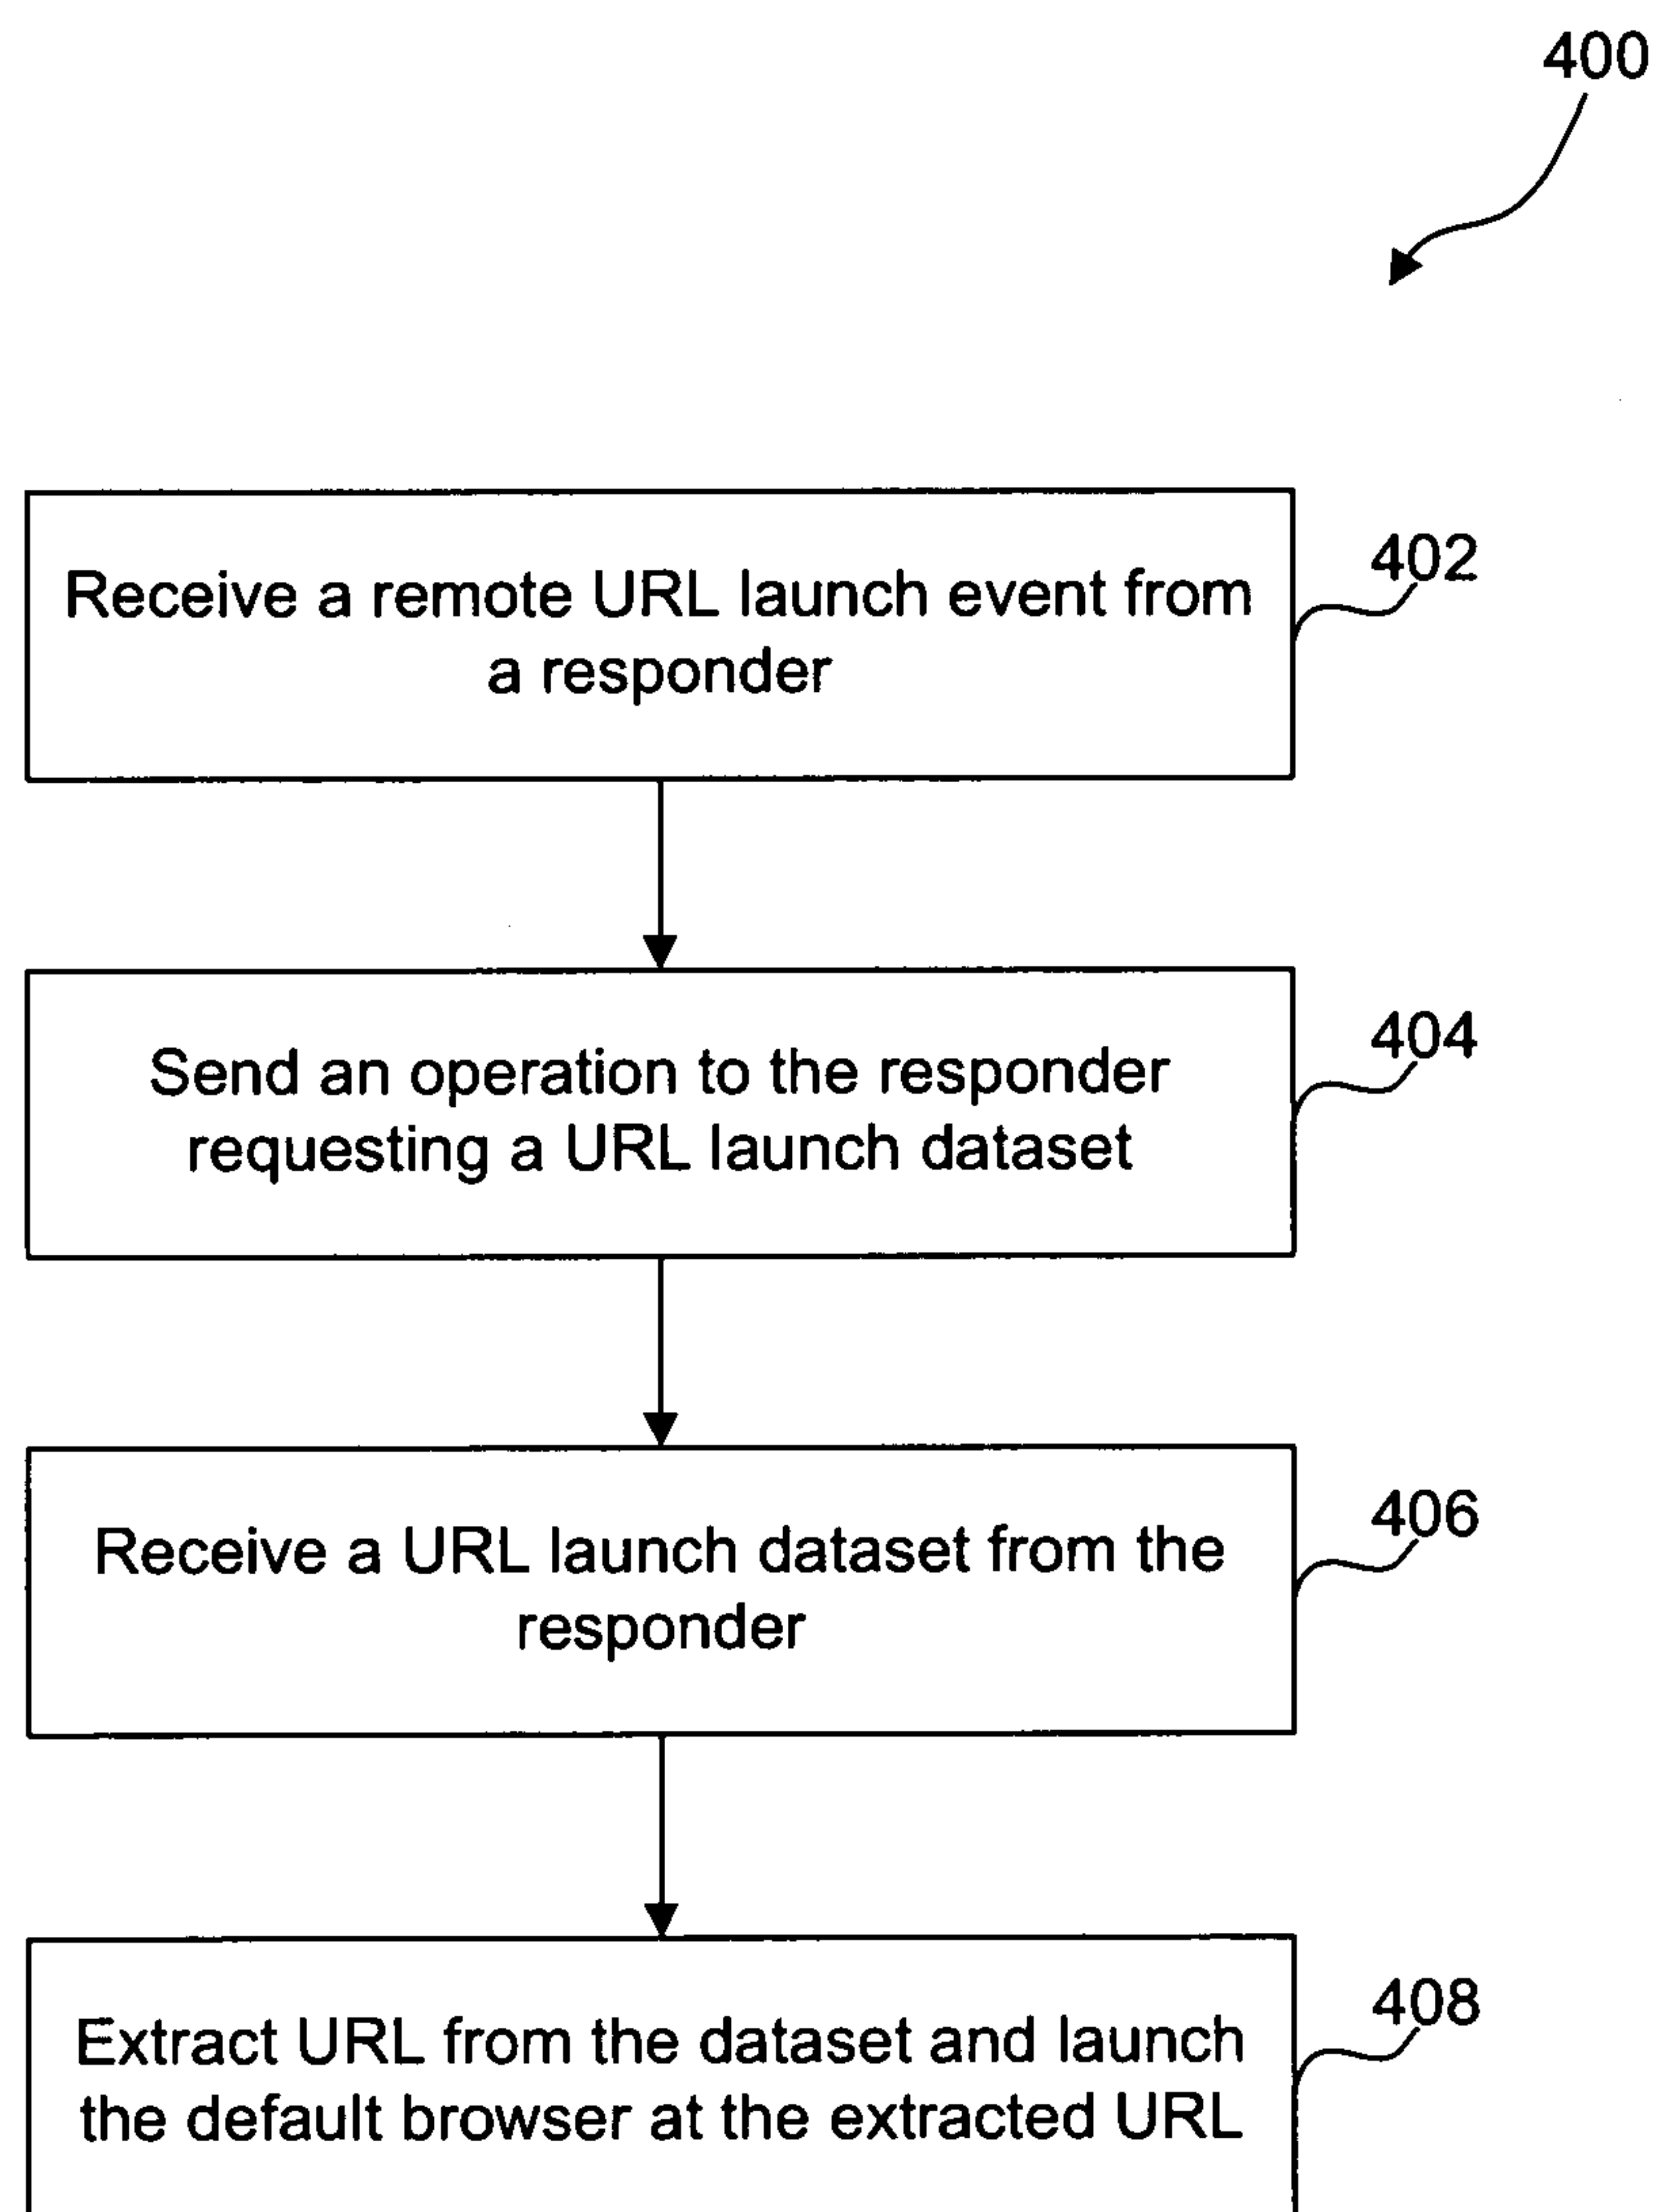 400
Receive a remote URL launch event from
a responder
402
Send an operation to the responder
requesting a URL launch dataset
404
Receive a URL launch dataset from the
responder
406
Extract URL from the dataset and launch
the default browser at the extracted URL
408